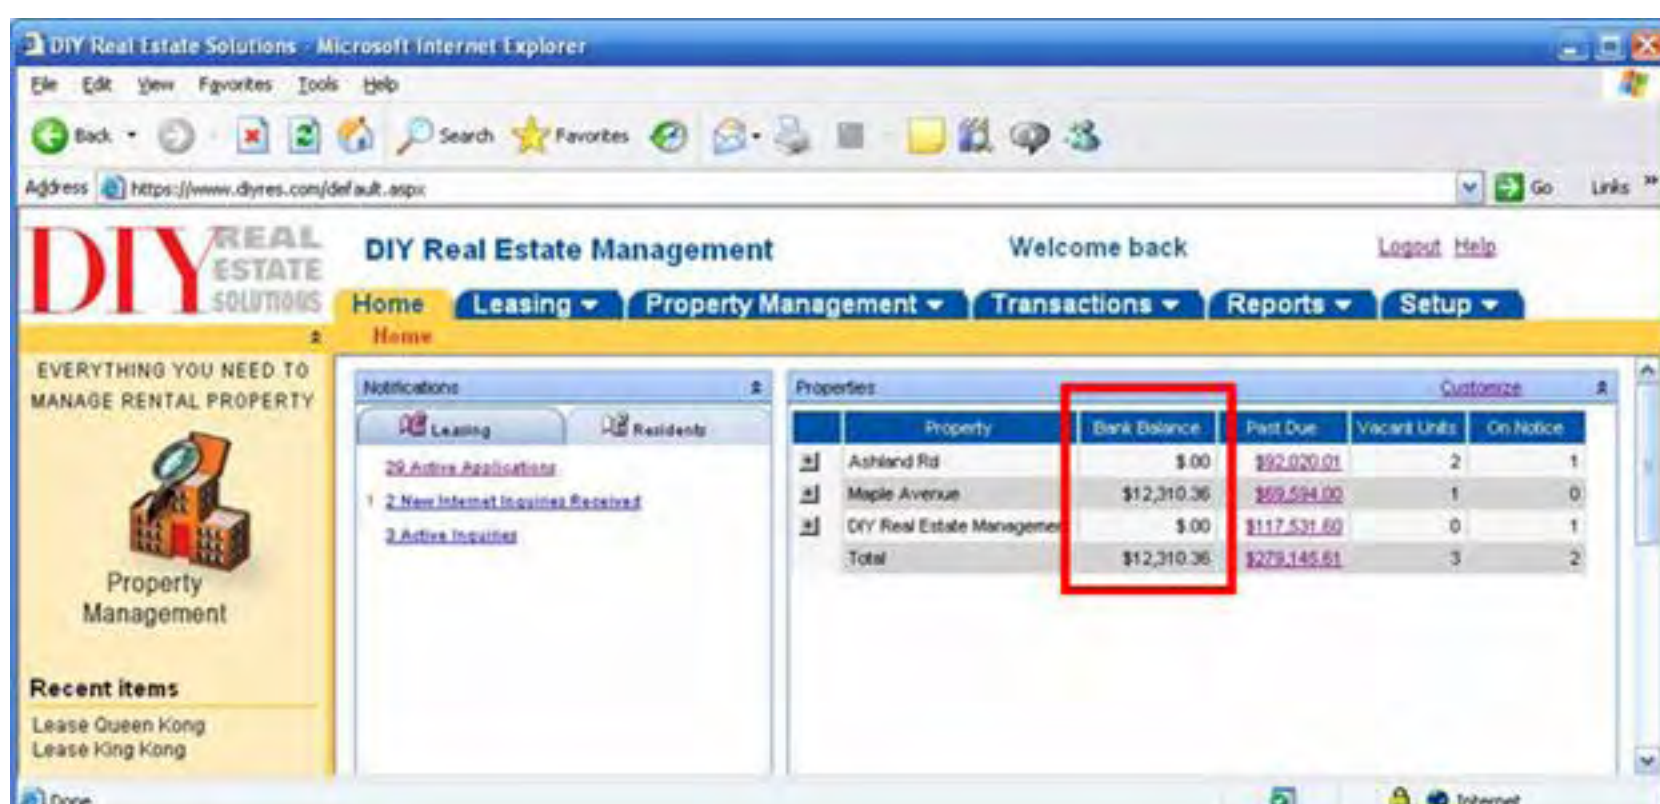 DIY Real Estate Solutions - Microsoft Internet Explorer
File Edit View Favorites Tools Help
Back Search Favorites
Address https://www.diyres.com/default.aspx Go Links »
DIY REAL ESTATE SOLUTIONS
DIY Real Estate Management Welcome back Logout Help
Home Leasing Property Management Transactions Reports Setup
Home
EVERYTHING YOU NEED TO
MANAGE RENTAL PROPERTY
Property
Management
Recent items
Lease Queen Kong
Lease King Kong
Notifications
Leasing Residents
29 Active Applications
1 2 New Internet Inquiries Received
3 Active Inquiries
Properties Customize
Property Bank Balance Past Due Vacant Units On Notice
Ashland Rd $.00 $92,020.01 2 1
Maple Avenue $12,310.36 $69,594.00 1 0
DIY Real Estate Managemen $.00 $117,531.60 0 1
Total $12,310.36 $279,145.61 3 2
Done Internet